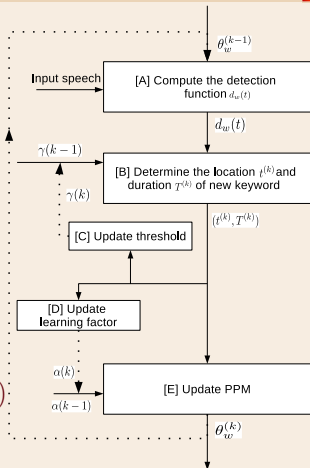 θ_w^{(k-1)}
Input speech
[A] Compute the detection
function d_w(t)
d_w(t)
γ(k−1)
[B] Determine the location t^{(k)} and
duration T^{(k)} of new keyword
γ(k)
(t^{(k)}, T^{(k)})
[C] Update threshold
[D] Update
learning factor
α(k)
[E] Update PPM
)
α(k−1)
θ_w^{(k)}